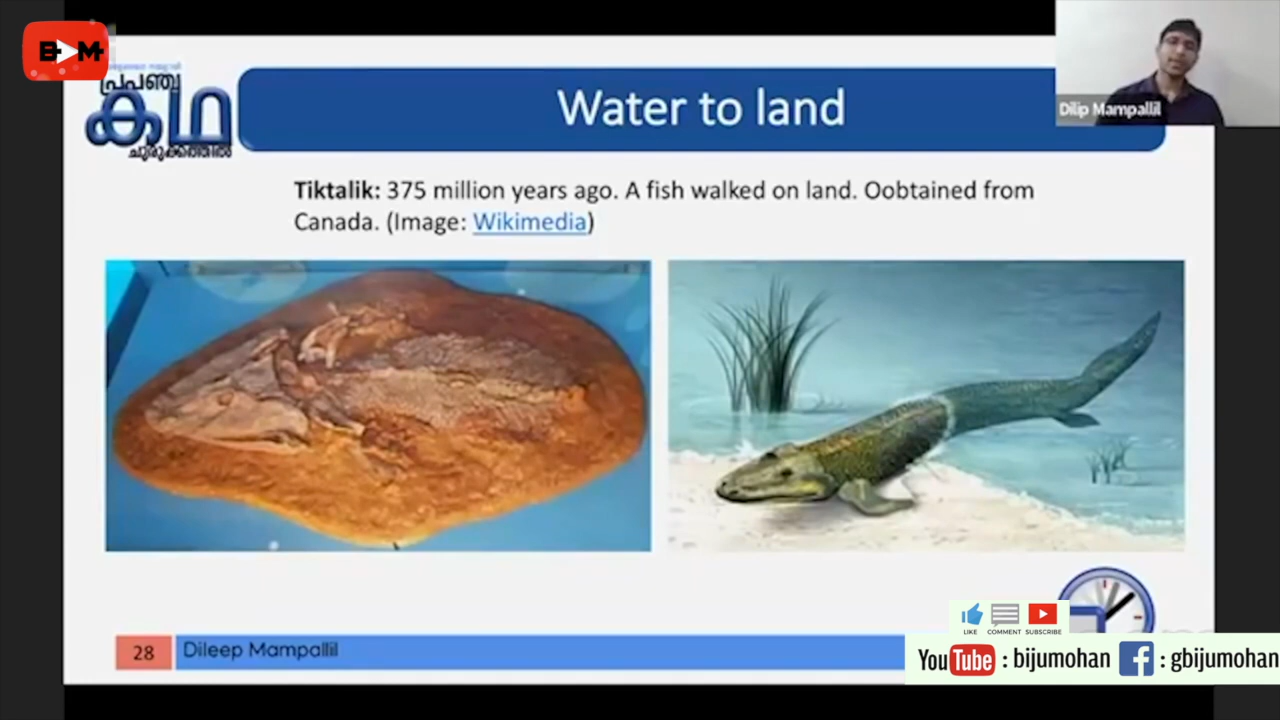 B M
പ്രപഞ്ച
കഥ
ചുരുക്കത്തിൽ
Water to land
Dilip Mampallil
Tiktalik: 375 million years ago. A fish walked on land. Oobtained from
Canada. (Image: Wikimedia)
28
Dileep Mampallil
LIKE
COMMENT
SUBSCRIBE
YouTube : bijumohan
f : gbijumohan